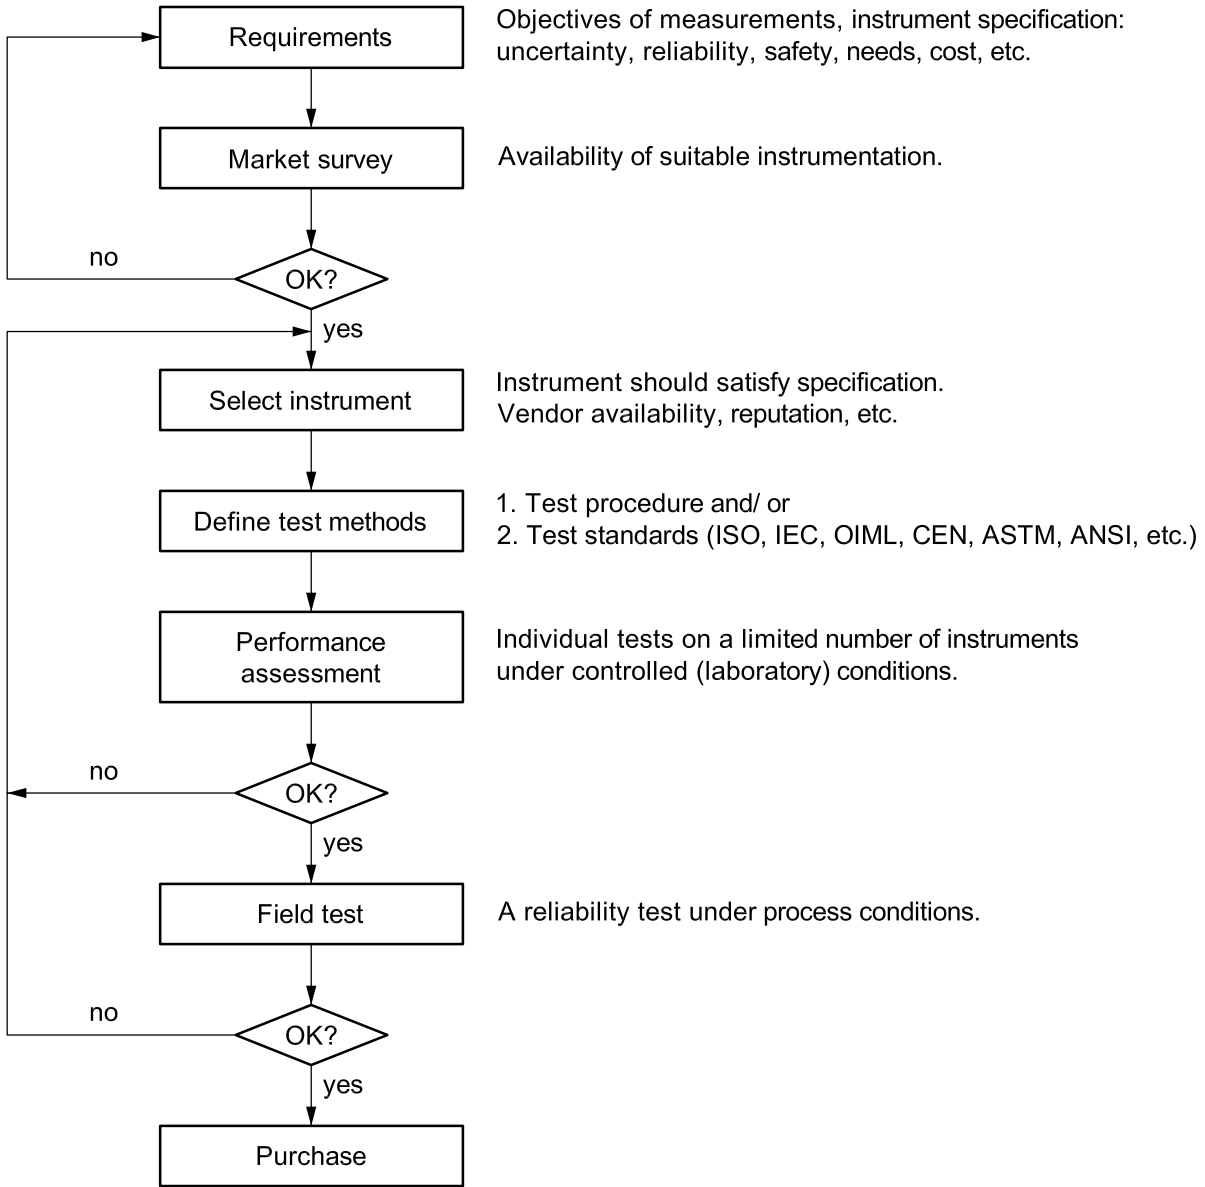 Requirements
Objectives of measurements, instrument specification:
uncertainty, reliability, safety, needs, cost, etc.
Market survey
Availability of suitable instrumentation.
no
OK?
yes
Select instrument
Instrument should satisfy specification.
Vendor availability, reputation, etc.
Define test methods
1. Test procedure and/ or
2. Test standards (ISO, IEC, OIML, CEN, ASTM, ANSI, etc.)
Performance
assessment
Individual tests on a limited number of instruments
under controlled (laboratory) conditions.
no
OK?
yes
Field test
A reliability test under process conditions.
no
OK?
yes
Purchase